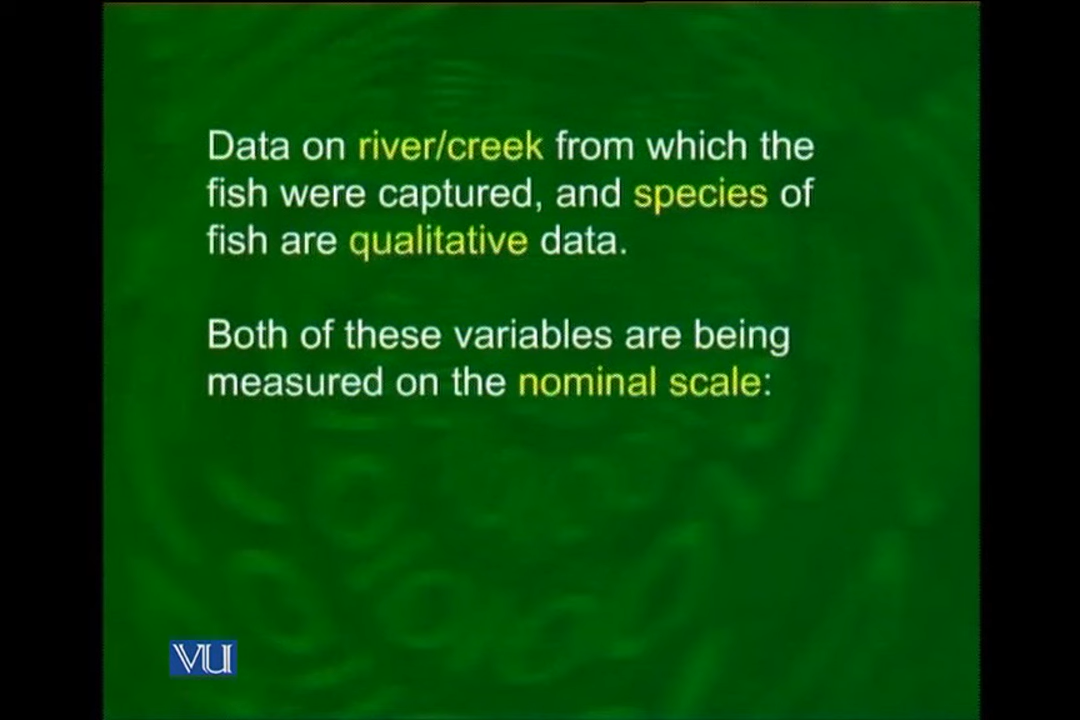 Data on river/creek from which the
fish were captured, and species of
fish are qualitative data.
Both of these variables are being
measured on the nominal scale:
VU